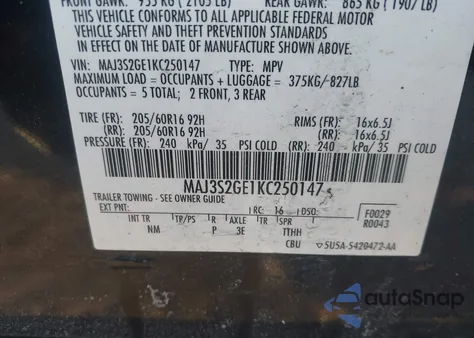 FRONT GAWR: 955 KG ( 2105 LB) REAR GAWR: 865 KG ( 1907 LB)
THIS VEHICLE CONFORMS TO ALL APPLICABLE FEDERAL MOTOR
VEHICLE SAFETY AND THEFT PREVENTION STANDARDS IN
EFFECT ON THE DATE OF MANUFACTURE SHOWN ABOVE.
VIN: MAJ3S2GE1KC250147 TYPE: MPV
MAXIMUM LOAD = OCCUPANTS + LUGGAGE = 375KG/827LB
OCCUPANTS = 5 TOTAL; 2 FRONT, 3 REAR
TIRE (FR): 205/60R16 92H RIMS (FR): 16x6.5J
(RR): 205/60R16 92H (RR): 16x6.5J
PRESSURE (FR): 240 kPa/ 35 PSI COLD (RR): 240 kPa/ 35 PSI COLD
MAJ3S2GE1KC250147
TRAILER TOWING - SEE OWNER GUIDE
EXT PNT: RC: 16 DSO: F0029
R0043
INT TR TP/PS R AXLE TR SPR
NM P 3E TTHH
CBU 5U5A-5420472-AA
autoSnap